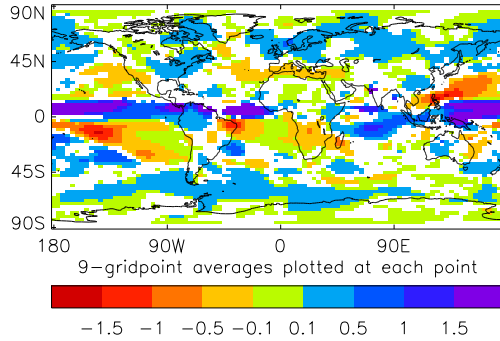 90N
45N
0
45S
90S
180 90W 0 90E
9-gridpoint averages plotted at each point
-1.5 -1 -0.5 -0.1 0.1 0.5 1 1.5